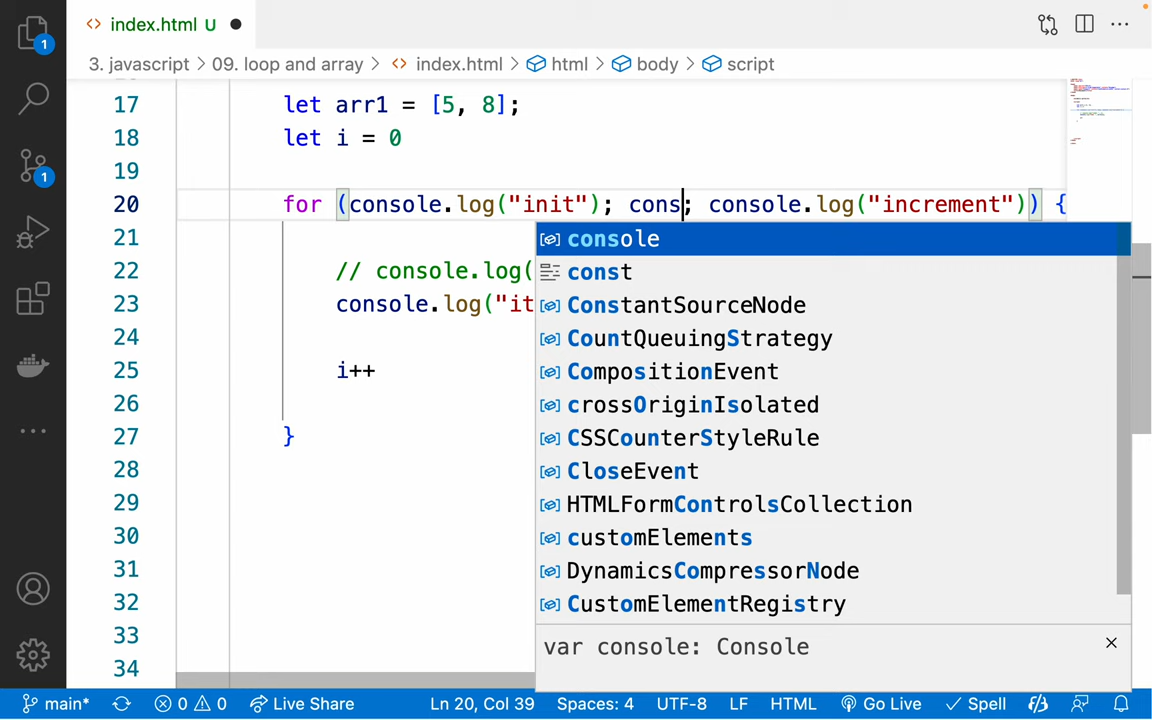 index.html U
3. javascript > 09. loop and array > index.html > html > body > script
1
1
17 let arr1 = [5, 8];
18 let i = 0
19
20 for (console.log("init"); cons; console.log("increment")) {
21
22 // console.log(
23 console.log("it
24
25 i++
26
27 }
28
29
30
31
32
33
34
console
const
ConstantSourceNode
CountQueuingStrategy
CompositionEvent
crossOriginIsolated
CSSCounterStyleRule
CloseEvent
HTMLFormControlsCollection
customElements
DynamicsCompressorNode
CustomElementRegistry
var console: Console
main* 0 0 Live Share Ln 20, Col 39 Spaces: 4 UTF-8 LF HTML Go Live Spell